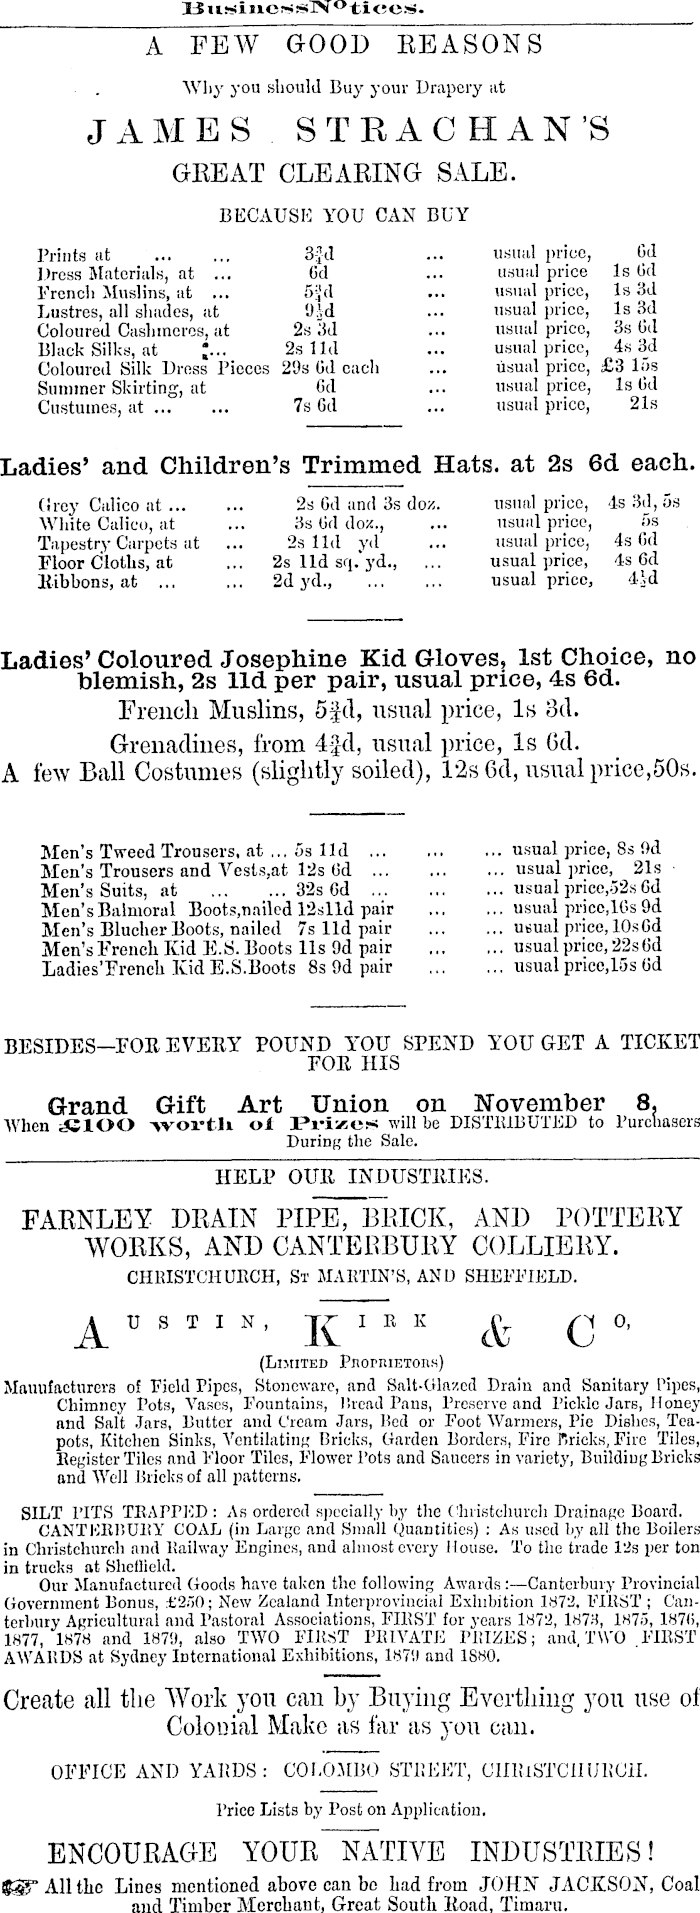 Business Notices.
A FEW GOOD REASONS
Why you should Buy your Drapery at
JAMES STRACHAN'S
GREAT CLEARING SALE.
BECAUSE YOU CAN BUY
Prints at ... ... 3¾d ... usual price, 6d
Dress Materials, at ... 6d ... usual price 1s 6d
French Muslins, at ... 5¾d ... usual price, 1s 3d
Lustres, all shades, at 9½d ... usual price, 1s 3d
Coloured Cashmeres, at 2s 3d ... usual price, 3s 6d
Black Silks, at ... 2s 11d ... usual price, 4s 3d
Coloured Silk Dress Pieces 29s 6d each ... usual price, £3 15s
Summer Skirting, at 6d ... usual price, 1s 6d
Custumes, at ... ... 7s 6d ... usual price, 21s
Ladies' and Children's Trimmed Hats. at 2s 6d each.
Grey Calico at ... ... 2s 6d and 3s doz. usual price, 4s 3d, 5s
White Calico, at ... 3s 6d doz., ... usual price, 5s
Tapestry Carpets at ... 2s 11d yd ... usual price, 4s 6d
Floor Cloths, at ... 2s 11d sq. yd., ... usual price, 4s 6d
Ribbons, at ... ... 2d yd., ... ... usual price, 4½d
Ladies' Coloured Josephine Kid Gloves, 1st Choice, no
blemish, 2s 11d per pair, usual price, 4s 6d.
French Muslins, 5¾d, usual price, 1s 3d.
Grenadines, from 4¾d, usual price, 1s 6d.
A few Ball Costumes (slightly soiled), 12s 6d, usual price, 50s.
Men's Tweed Trousers, at ... 5s 11d ... ... ... usual price, 8s 9d
Men's Trousers and Vests, at 12s 6d ... ... ... usual price, 21s
Men's Suits, at ... ... 32s 6d ... ... ... usual price, 52s 6d
Men's Balmoral Boots, nailed 12s 11d pair ... ... usual price, 16s 9d
Men's Blucher Boots, nailed 7s 11d pair ... ... usual price, 10s 6d
Men's French Kid E.S. Boots 11s 9d pair ... ... usual price, 22s 6d
Ladies' French Kid E.S. Boots 8s 9d pair ... ... usual price, 15s 6d
BESIDES—FOR EVERY POUND YOU SPEND YOU GET A TICKET
FOR HIS
Grand Gift Art Union on November 8,
When £100 worth of Prizes will be DISTRIBUTED to Purchasers
During the Sale.
HELP OUR INDUSTRIES.
FARNLEY DRAIN PIPE, BRICK, AND POTTERY
WORKS, AND CANTERBURY COLLIERY.
CHRISTCHURCH, ST MARTIN'S, AND SHEFFIELD.
AUSTIN, KIRK & CO,
(LIMITED PROPRIETORS)
Manufacturers of Field Pipes, Stoneware, and Salt-Glazed Drain and Sanitary Pipes,
Chimney Pots, Vases, Fountains, Bread Pans, Preserve and Pickle Jars, Honey
and Salt Jars, Butter and Cream Jars, Bed or Foot Warmers, Pie Dishes, Tea-
pots, Kitchen Sinks, Ventilating Bricks, Garden Borders, Fire Bricks, Fire Tiles,
Register Tiles and Floor Tiles, Flower Pots and Saucers in variety, Building Bricks
and Well Bricks of all patterns.
SILT PITS TRAPPED: As ordered specially by the Christchurch Drainage Board.
CANTERBURY COAL (in Large and Small Quantities) : As used by all the Boilers
in Christchurch and Railway Engines, and almost every House. To the trade 12s per ton
in trucks at Sheffield.
Our Manufactured Goods have taken the following Awards:—Canterbury Provincial
Government Bonus, £250; New Zealand Interprovincial Exhibition 1872, FIRST; Can-
terbury Agricultural and Pastoral Associations, FIRST for years 1872, 1873, 1875, 1876,
1877, 1878 and 1879, also TWO FIRST PRIVATE PRIZES; and, TWO FIRST
AWARDS at Sydney International Exhibitions, 1879 and 1880.
Create all the Work you can by Buying Everthing you use of
Colonial Make as far as you can.
OFFICE AND YARDS: COLOMBO STREET, CHRISTCHURCH.
Price Lists by Post on Application.
ENCOURAGE YOUR NATIVE INDUSTRIES!
All the Lines mentioned above can be had from JOHN JACKSON, Coal
and Timber Merchant, Great South Road, Timaru.